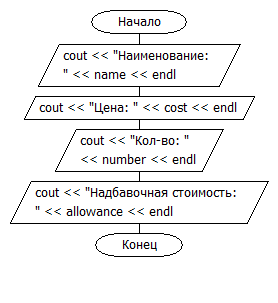 Начало
cout << "Наименование:
" << name << endl
cout << "Цена: " << cost << endl
cout << "Кол-во: "
<< number << endl
cout << "Надбавочная стоимость:
" << allowance << endl
Конец